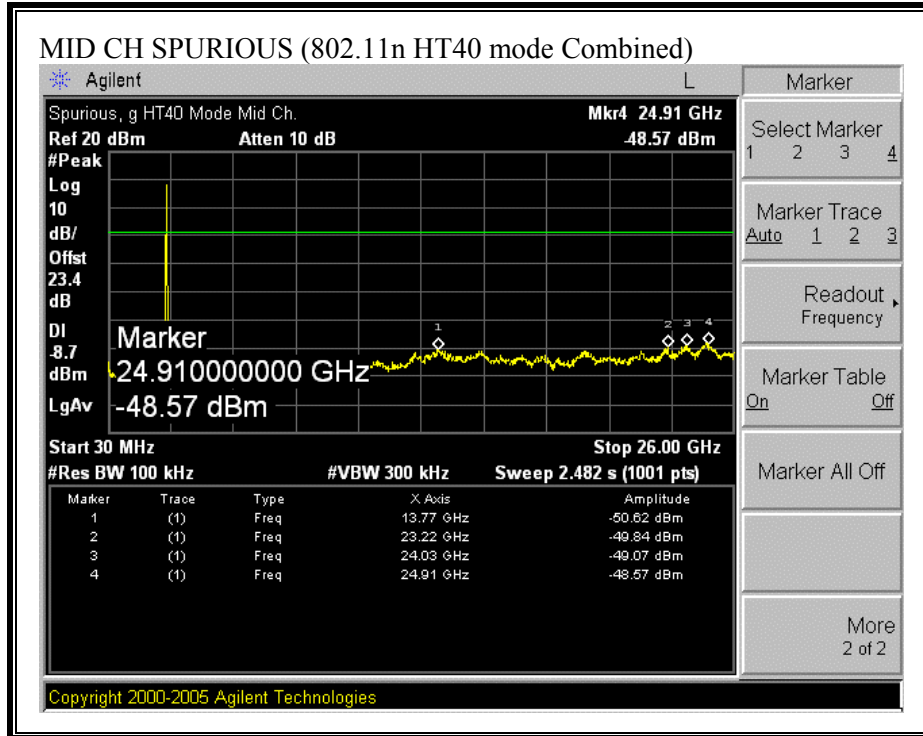 MID CH SPURIOUS (802.11n HT40 mode Combined)
Agilent L
Spurious, g HT40 Mode Mid Ch. Mkr4 24.91 GHz
Ref 20 dBm Atten 10 dB -48.57 dBm
#Peak
Log
10
dB/
Offst
23.4
dB
DI
-8.7
dBm
LgAv
1 2 3 4
Marker
24.910000000 GHz
-48.57 dBm
Start 30 MHz Stop 26.00 GHz
#Res BW 100 kHz #VBW 300 kHz Sweep 2.482 s (1001 pts)
Marker Trace Type X Axis Amplitude
1 (1) Freq 13.77 GHz -50.62 dBm
2 (1) Freq 23.22 GHz -49.84 dBm
3 (1) Freq 24.03 GHz -49.07 dBm
4 (1) Freq 24.91 GHz -48.57 dBm
Marker
Select Marker
1 2 3 4
Marker Trace
Auto 1 2 3
Readout
Frequency
Marker Table
On Off
Marker All Off
More
2 of 2
Copyright 2000-2005 Agilent Technologies